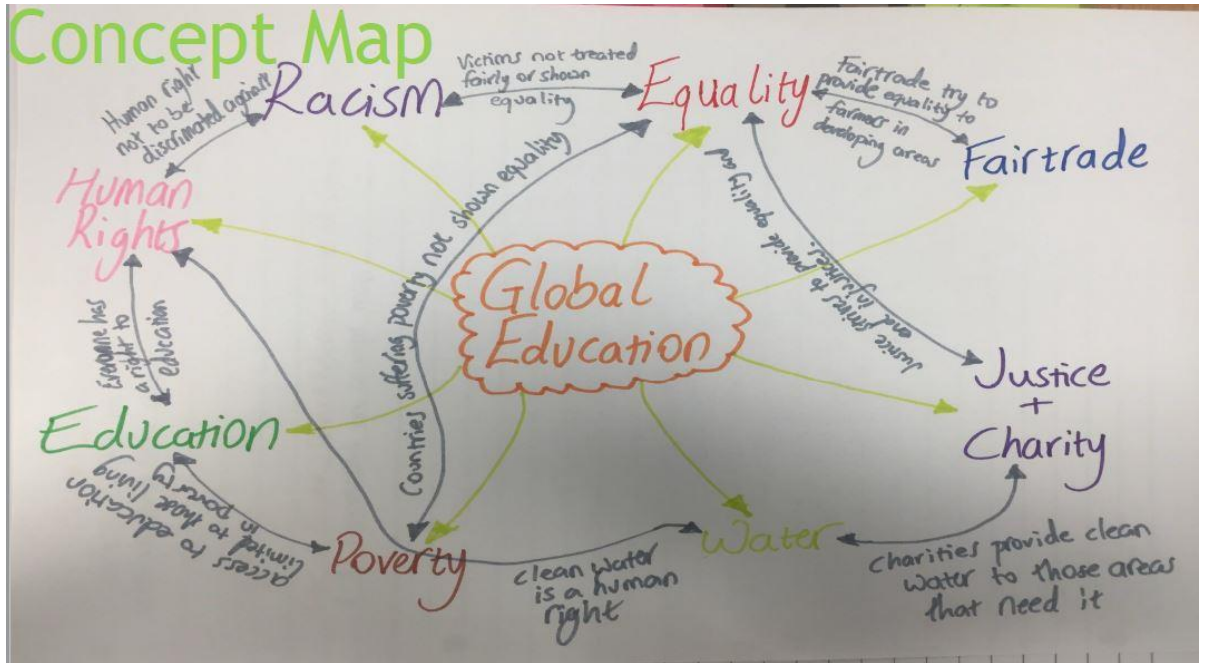 Concept Map
Human right
not to be
discrimated against
Racism
Victims not treated
fairly or shown
equality
Equality
Fairtrade try to
provide equality to
farmers in
developing areas
Fairtrade
Human
Rights
Countries suffering poverty not shown equality
Justice strives to provide equality and
end injustices.
Global
Education
Everyone has
a right to
education
Justice
+
Charity
Education
access to education
limited to those living
in poverty
Poverty
clean water
is a human
right
Water
Charities provide clean
water to those areas
that need it